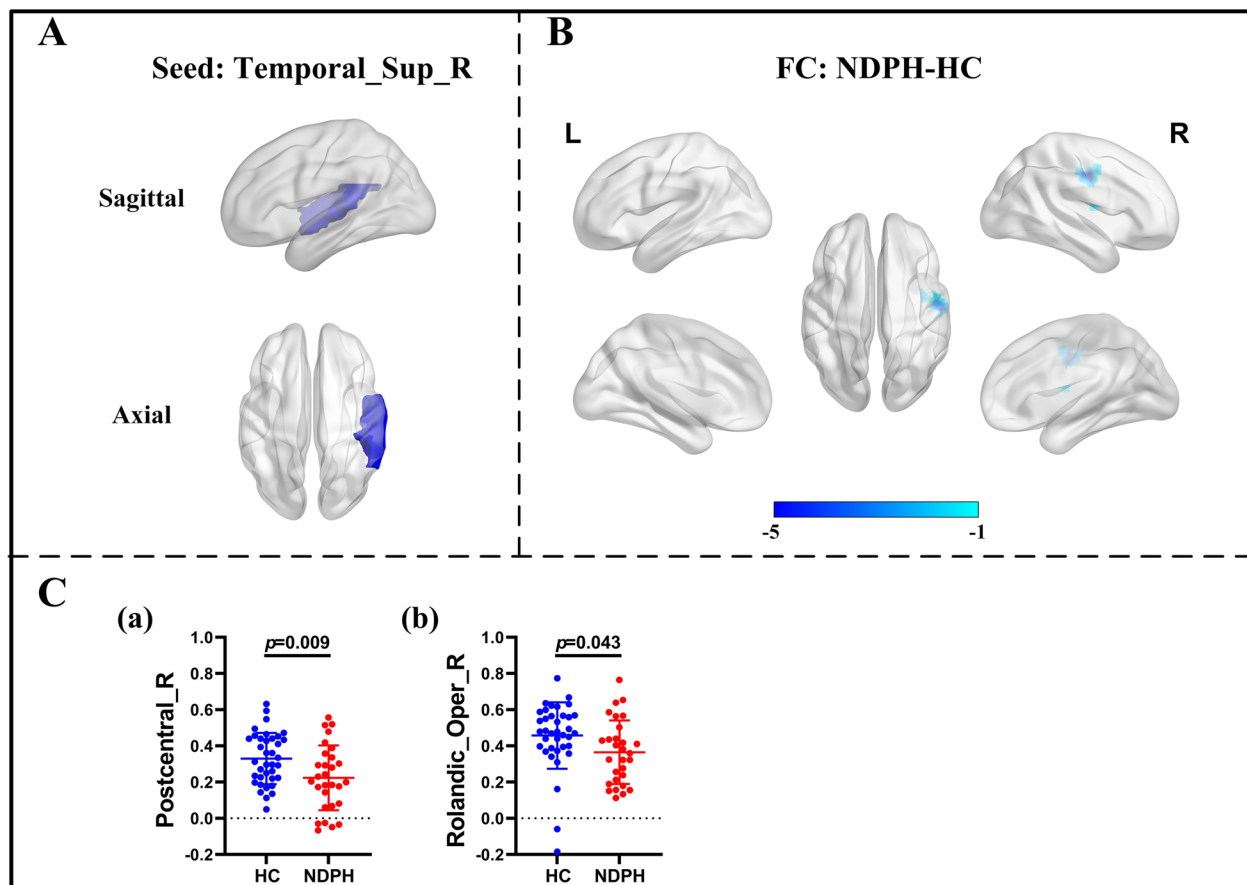 A
Seed: Temporal_Sup_R
Sagittal
Axial
B
FC: NDPH-HC
L
R
-5
-1
C
(a)
p=0.009
Postcentral_R
1.0
0.8
0.6
0.4
0.2
0.0
-0.2
HC
NDPH
(b)
p=0.043
Rolandic_Oper_R
1.0
0.8
0.6
0.4
0.2
0.0
-0.2
HC
NDPH